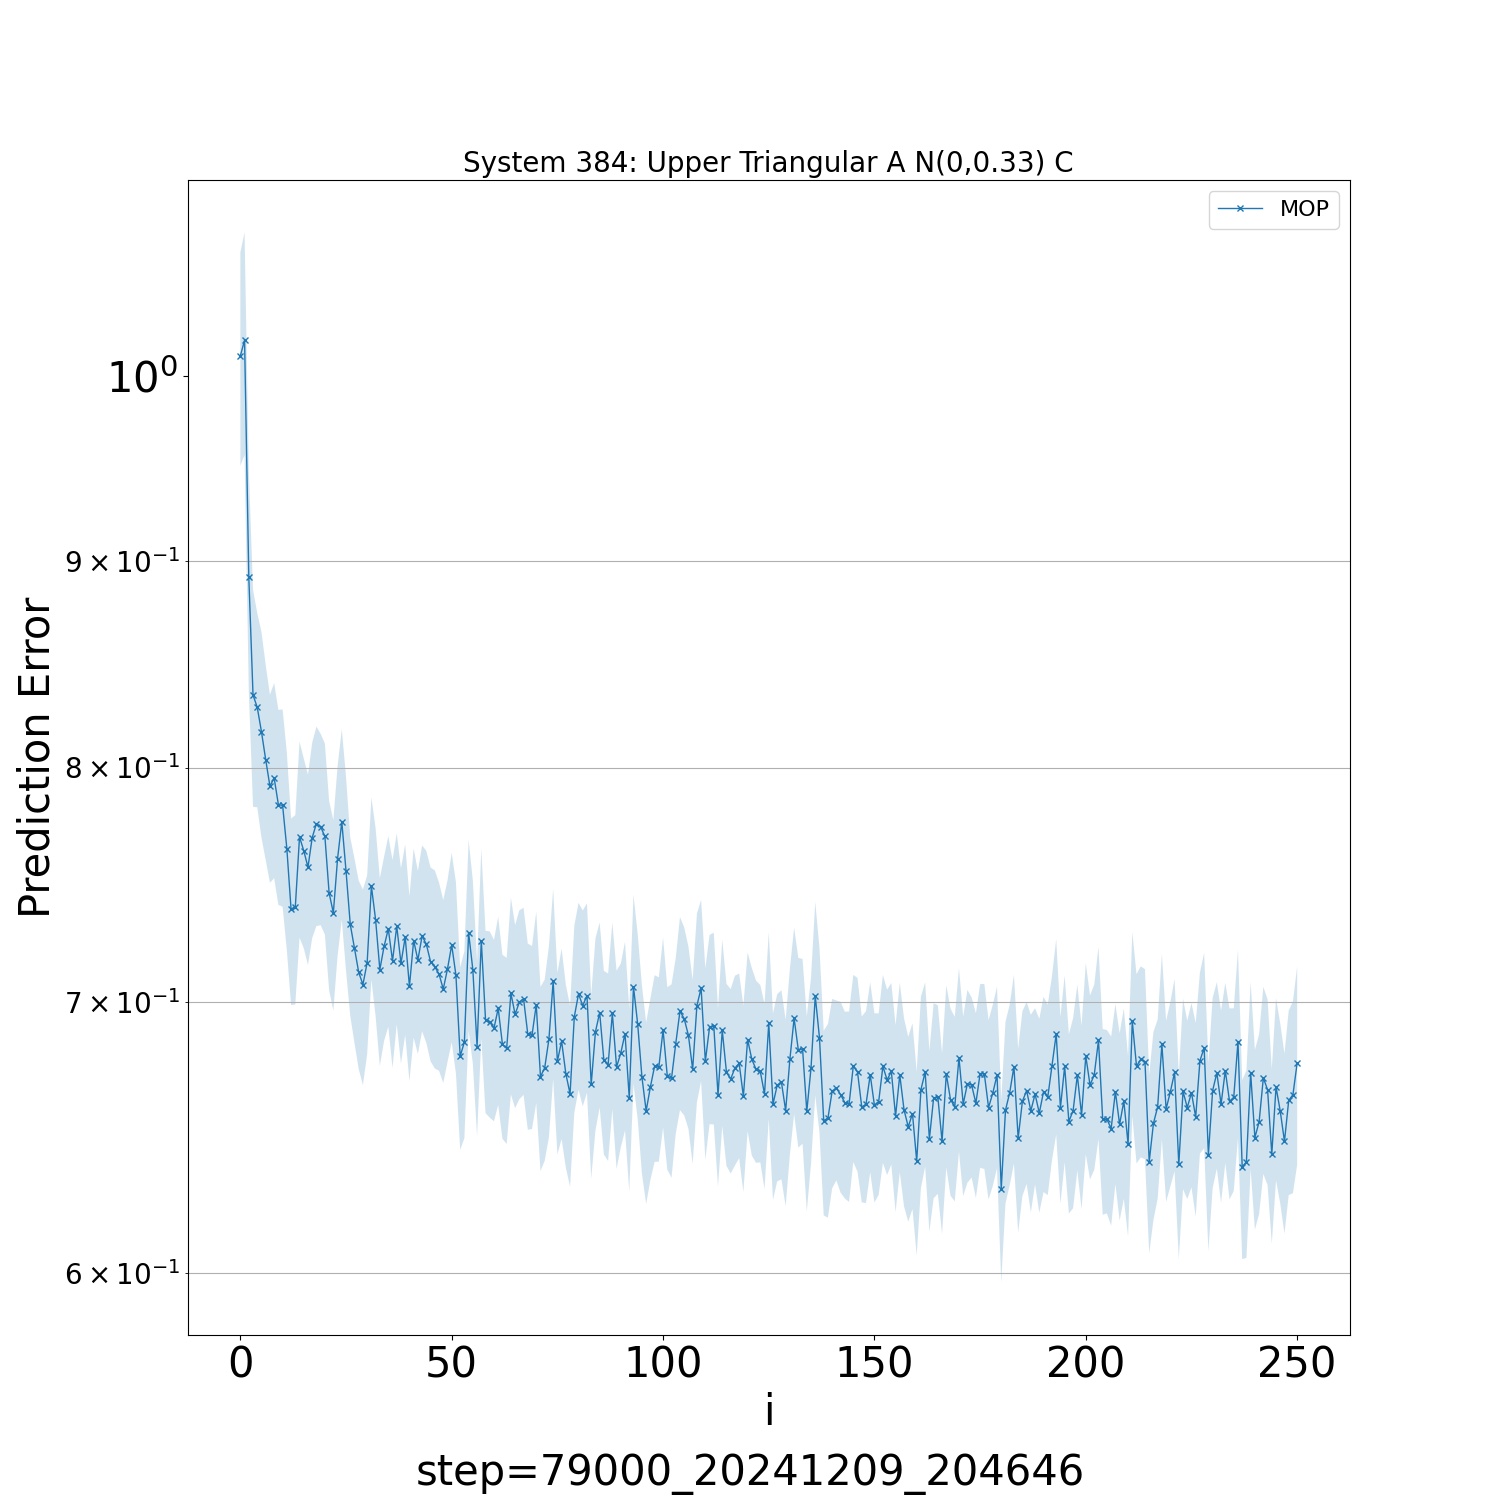 System 384: Upper Triangular A N(0,0.33) C
MOP
10⁰
9 × 10⁻¹
8 × 10⁻¹
7 × 10⁻¹
6 × 10⁻¹
Prediction Error
0 50 100 150 200 250
i
step=79000_20241209_204646